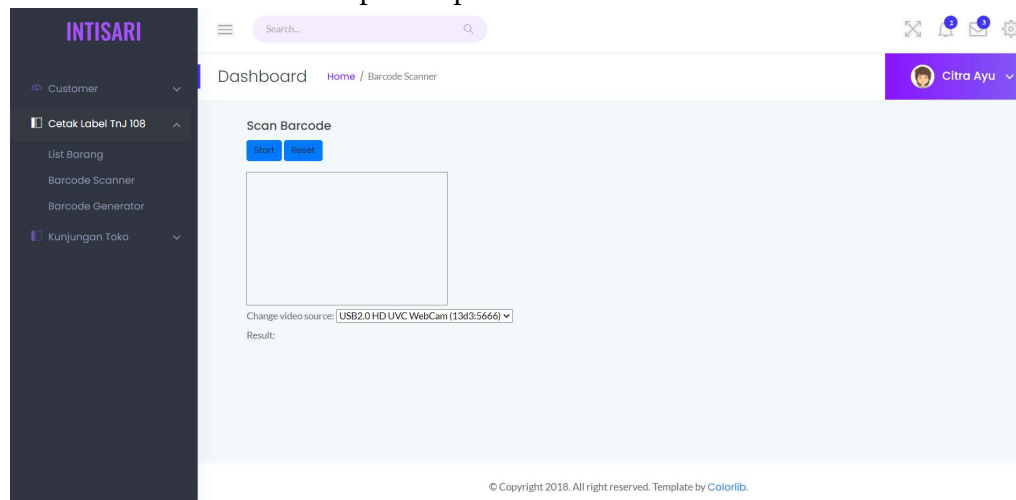 INTISARI
Search...
2
3
Dashboard Home / Barcode Scanner
Citra Ayu
Customer
Cetak Label TnJ 108
List Barang
Barcode Scanner
Barcode Generator
Kunjungan Toko
Scan Barcode
Start Reset
Change video source: USB2.0 HD UVC WebCam (13d3:5666)
Result:
© Copyright 2018. All right reserved. Template by Colorlib.